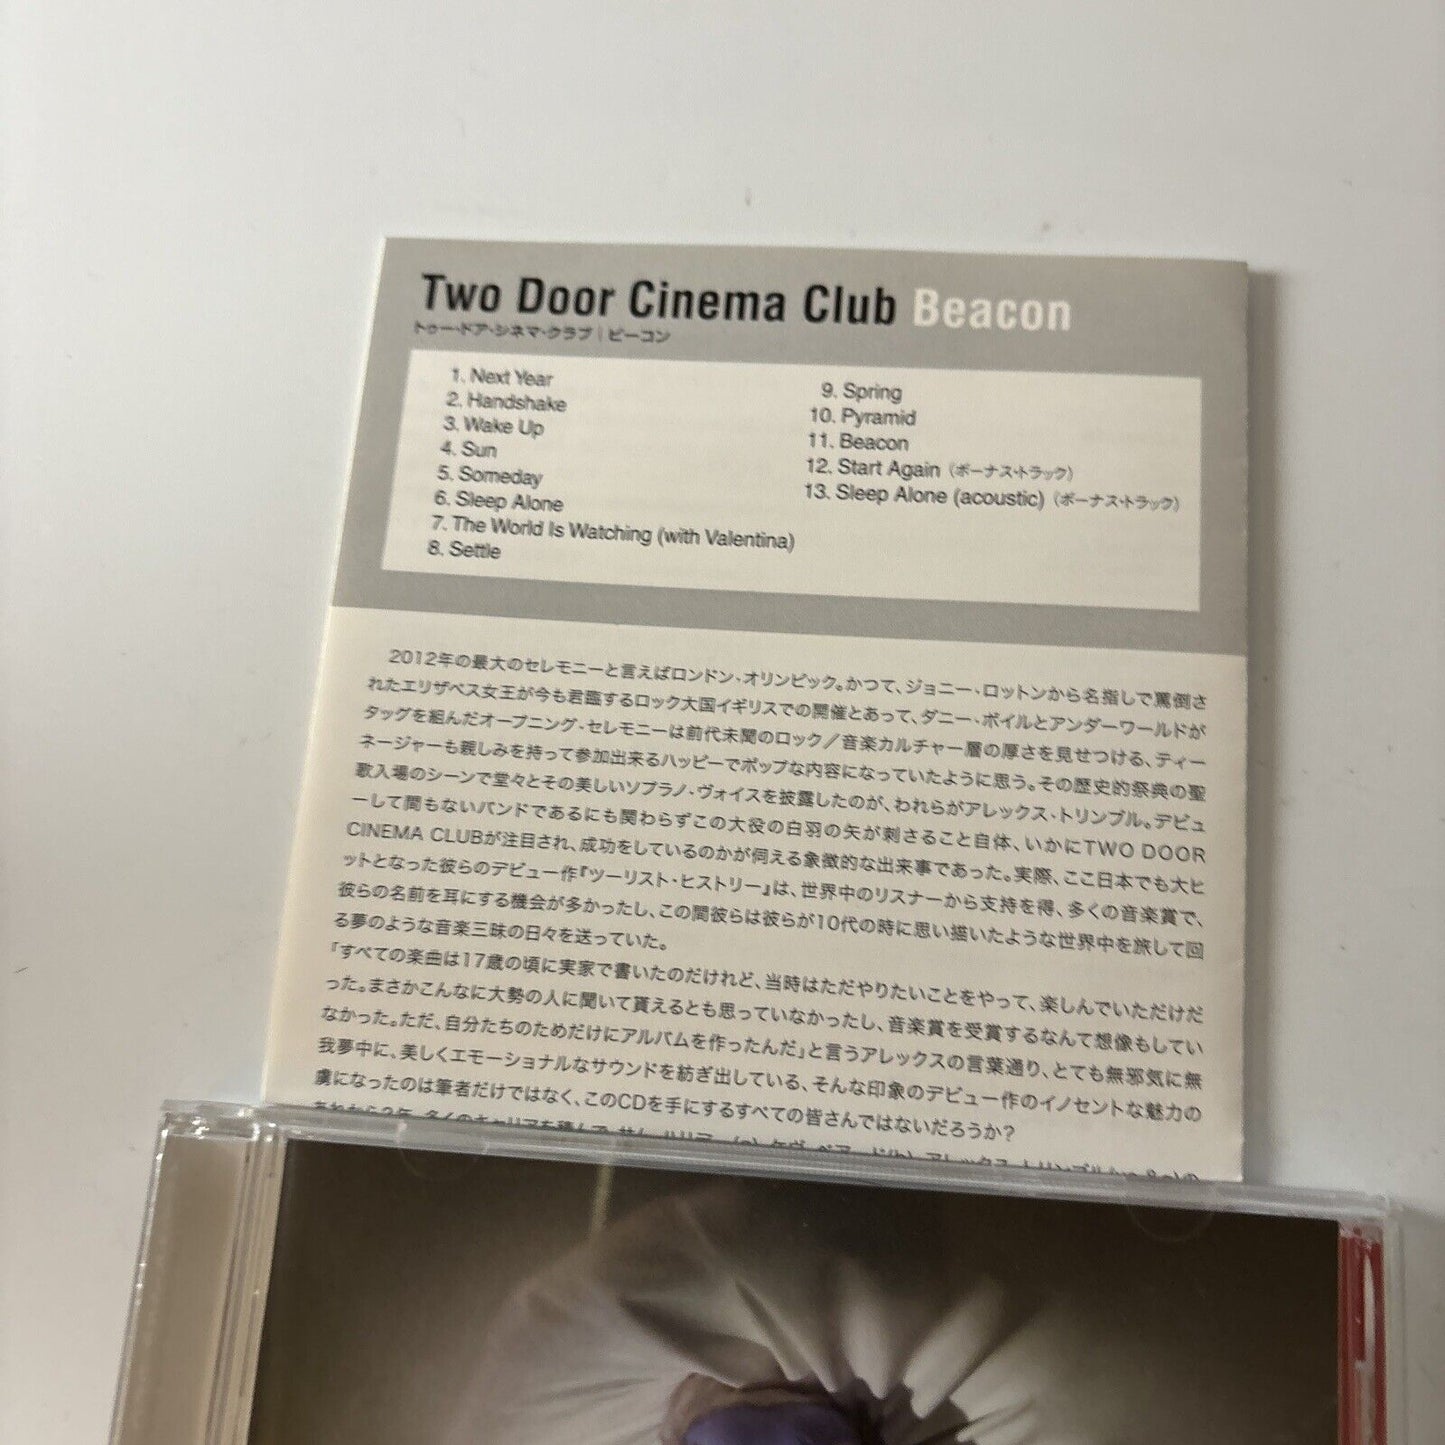 Two Door Cinema Club Beacon
トゥー・ドア・シネマ・クラブ｜ビーコン
1. Next Year
2. Handshake
3. Wake Up
4. Sun
5. Someday
6. Sleep Alone
7. The World Is Watching (with Valentina)
8. Settle
9. Spring
10. Pyramid
11. Beacon
12. Start Again（ボーナス・トラック）
13. Sleep Alone (acoustic)（ボーナス・トラック）
2012年の最大のセレモニーと言えばロンドン・オリンピック。かつて、ジョニー・ロットンから名指しで罵倒さ
れたエリザベス女王が今も君臨するロック大国イギリスでの開催とあって、ダニー・ボイルとアンダーワールドが
タッグを組んだオープニング・セレモニーは前代未聞のロック／音楽カルチャー層の厚さを見せつける、ティー
ネージャーも親しみを持って参加出来るハッピーでポップな内容になっていたように思う。その歴史的祭典の聖
歌入場のシーンで堂々とその美しいソプラノ・ヴォイスを披露したのが、われらがアレックス・トリンブル。デビュ
ーして間もないバンドであるにも関わらずこの大役の白羽の矢が刺さること自体、いかにTWO DOOR
CINEMA CLUBが注目され、成功をしているのかが伺える象徴的な出来事であった。実際、ここ日本でも大ヒ
ットとなった彼らのデビュー作『ツーリスト・ヒストリー』は、世界中のリスナーから支持を得、多くの音楽賞で、
彼らの名前を耳にする機会が多かったし、この間彼らは彼らが10代の時に思い描いたような世界中を旅して回
る夢のような音楽三昧の日々を送っていた。
「すべての楽曲は17歳の頃に実家で書いたのだけれど、当時はただやりたいことをやって、楽しんでいただけだ
った。まさかこんなに大勢の人に聞いて貰えるとも思っていなかったし、音楽賞を受賞するなんて想像もしてい
なかった。ただ、自分たちのためだけにアルバムを作ったんだ」と言うアレックスの言葉通り、とても無邪気に無
我夢中に、美しくエモーショナルなサウンドを紡ぎ出している、そんな印象のデビュー作のイノセントな魅力の
虜になったのは筆者だけではなく、このCDを手にするすべての皆さんではないだろうか？